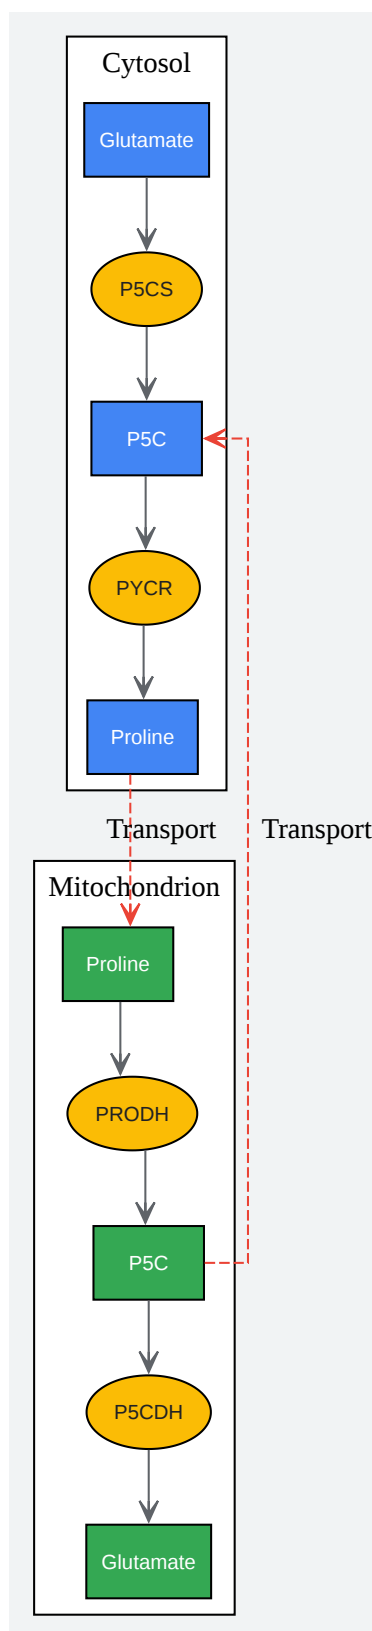 Cytosol
Glutamate
P5CS
P5C
PYCR
Proline
Transport
Transport
Mitochondrion
Proline
PRODH
P5C
P5CDH
Glutamate